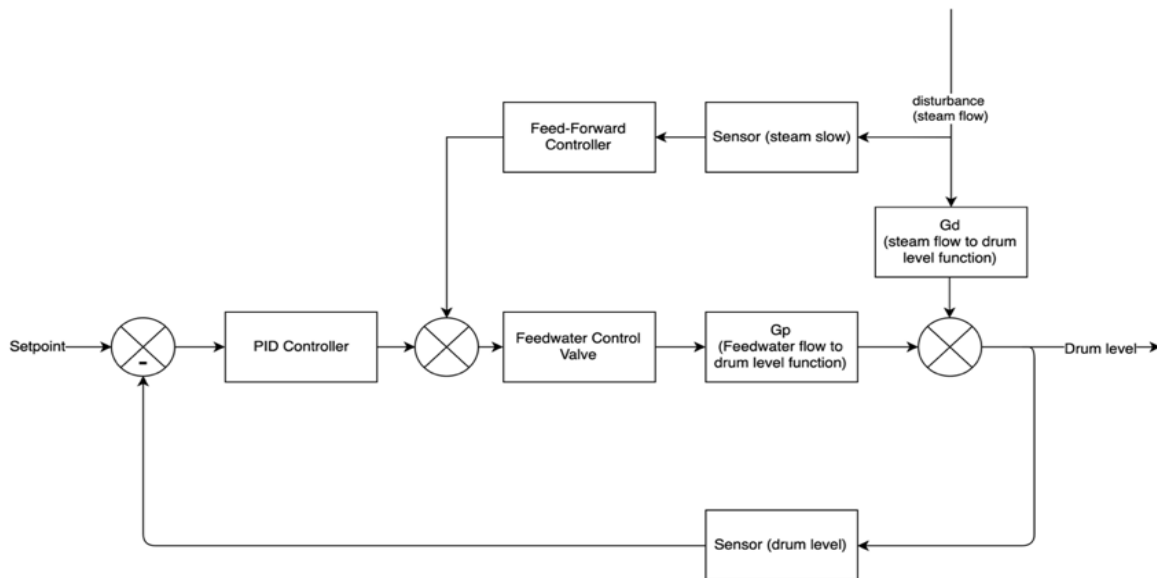 disturbance
(steam flow)
Feed-Forward
Controller
Sensor (steam slow)
Gd
(steam flow to drum
level function)
Setpoint
-
PID Controller
Feedwater Control
Valve
Gp
(Feedwater flow to
drum level function)
Drum level
Sensor (drum level)